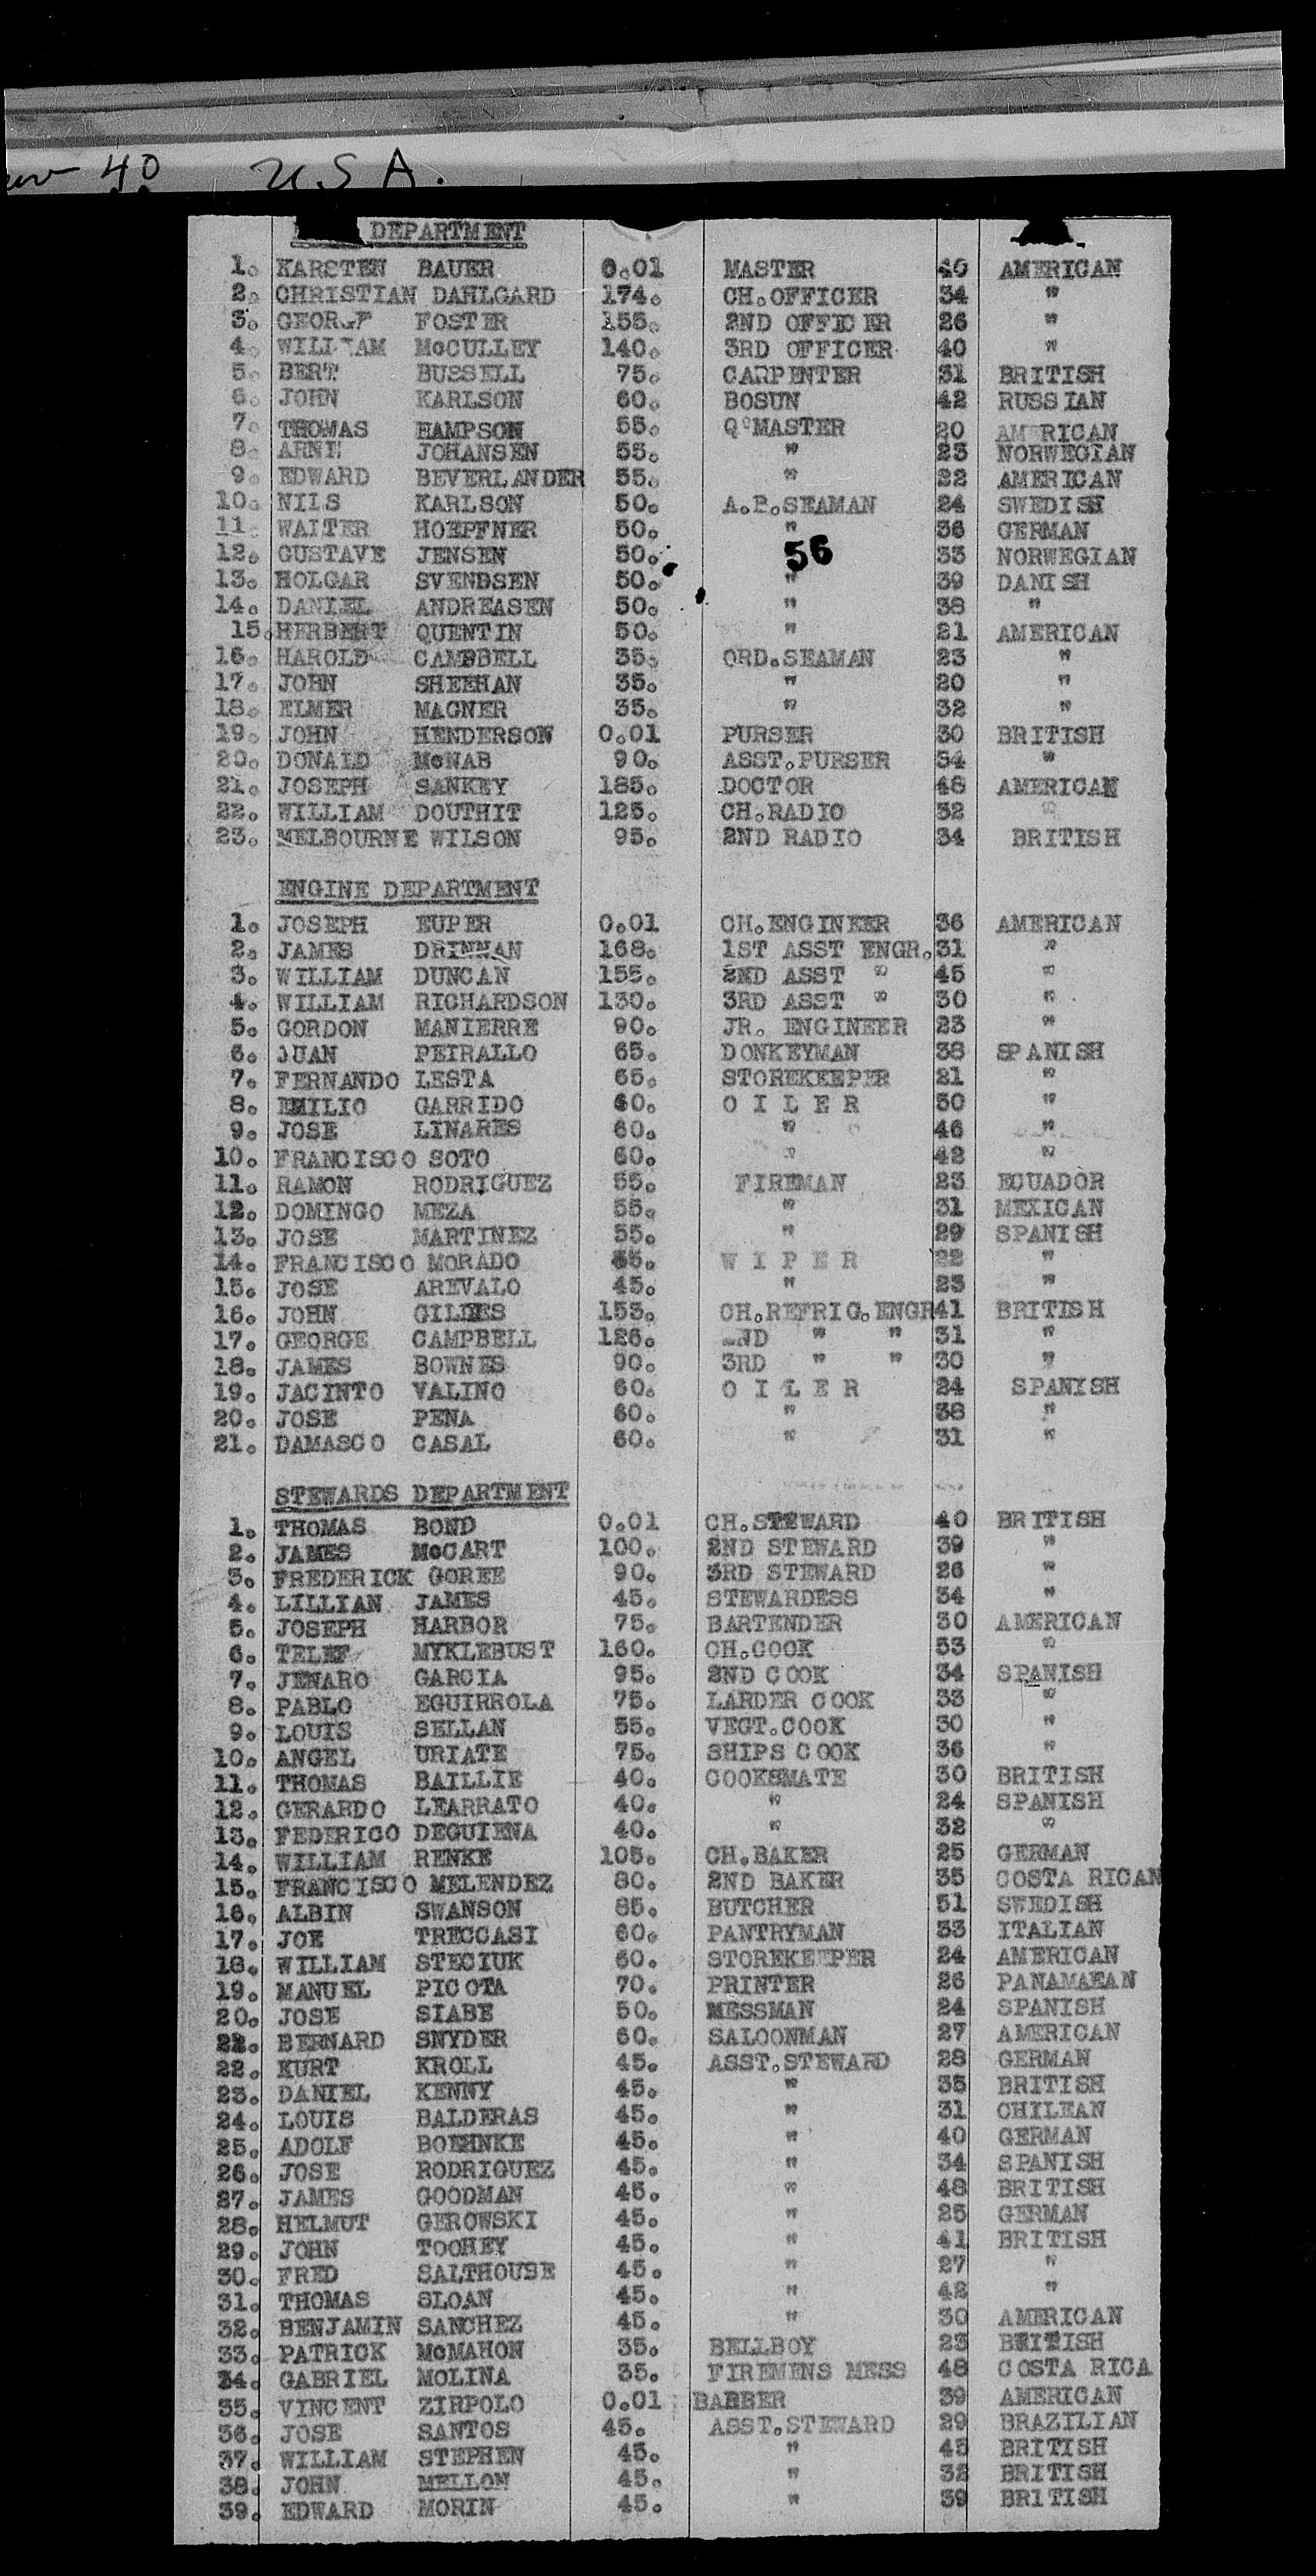 40 U.S A.
DEPARTMENT
1. KARSTEN BAUER 0.01 MASTER 40 AMERICAN
2. CHRISTIAN DAHLGARD 174. CH.OFFICER 34 "
3. GEORGE FOSTER 155. 2ND OFFICER 26 "
4. WILLIAM McCULLEY 140. 3RD OFFICER 40 "
5. BERT BUSSELL 75. CARPENTER 31 BRITISH
6. JOHN KARLSON 60. BOSUN 42 RUSSIAN
7. THOMAS HAMPSON 55. Q.MASTER 20 AMERICAN
8. ARNE JOHANSEN 55. " 23 NORWEGIAN
9. EDWARD BEVERLANDER 55. " 22 AMERICAN
10. NILS KARLSON 50. A.B.SEAMAN 24 SWEDISH
11. WALTER HOEPFNER 50. " 36 GERMAN
12. GUSTAVE JENSEN 50. 56 33 NORWEGIAN
13. HOLGAR SVENDSEN 50. " 39 DANISH
14. DANIEL ANDREASEN 50. " 38 "
15. HERBERT QUENTIN 50. " 21 AMERICAN
16. HAROLD CAMPBELL 35. ORD.SEAMAN 23 "
17. JOHN SHEEHAN 35. " 20 "
18. ELMER MAGNER 35. " 32 "
19. JOHN HENDERSON 0.01 PURSER 30 BRITISH
20. DONALD McNAB 90. ASST.PURSER 34 "
21. JOSEPH SANKEY 185. DOCTOR 48 AMERICAN
22. WILLIAM DOUTHIT 125. CH.RADIO 32 "
23. MELBOURNE WILSON 95. 2ND RADIO 34 BRITISH
ENGINE DEPARTMENT
1. JOSEPH EUPER 0.01 CH.ENGINEER 36 AMERICAN
2. JAMES DRINNAN 168. 1ST ASST ENGR. 31 "
3. WILLIAM DUNCAN 155. 2ND ASST " 45 "
4. WILLIAM RICHARDSON 130. 3RD ASST " 30 "
5. GORDON MANIERRE 90. JR. ENGINEER 23 "
6. JUAN PEIRALLO 65. DONKEYMAN 38 SPANISH
7. FERNANDO LESTA 65. STOREKEEPER 21 "
8. EMILIO GARRIDO 60. O I L E R 50 "
9. JOSE LINARES 60. " 46 "
10. FRANCISCO SOTO 60. " 42 "
11. RAMON RODRIGUEZ 55. FIREMAN 23 ECUADOR
12. DOMINGO MEZA 55. " 31 MEXICAN
13. JOSE MARTINEZ 55. " 29 SPANISH
14. FRANCISCO MORADO 45. W I P E R 22 "
15. JOSE AREVALO 45. " 23 "
16. JOHN GILLIES 153. CH.REFRIG.ENGR 41 BRITISH
17. GEORGE CAMPBELL 126. 2ND " " 31 "
18. JAMES BOWNES 90. 3RD " " 30 "
19. JACINTO VALINO 60. O I L E R 24 SPANISH
20. JOSE PENA 60. " 38 "
21. DAMASCO CASAL 60. " 31 "
STEWARDS DEPARTMENT
1. THOMAS BOND 0.01 CH.STEWARD 40 BRITISH
2. JAMES McCART 100. 2ND STEWARD 39 "
3. FREDERICK GOREE 90. 3RD STEWARD 26 "
4. LILLIAN JAMES 45. STEWARDESS 34 "
5. JOSEPH HARBOR 75. BARTENDER 30 AMERICAN
6. TELEF MYKLEBUST 160. CH.COOK 53 "
7. JENARO GARCIA 95. 2ND COOK 34 SPANISH
8. PABLO EGUIRROLA 75. LARDER COOK 33 "
9. LOUIS SELLAN 55. VEGT.COOK 30 "
10. ANGEL URIATE 75. SHIPS COOK 36 "
11. THOMAS BAILLIE 40. COOKSMATE 30 BRITISH
12. GERARDO LEARRATO 40. " 24 SPANISH
13. FEDERICO DEGUIENA 40. " 32 "
14. WILLIAM RENKE 105. CH.BAKER 25 GERMAN
15. FRANCISCO MELENDEZ 80. 2ND BAKER 35 COSTA RICAN
16. ALBIN SWANSON 85. BUTCHER 51 SWEDISH
17. JOE TRECCASI 60. PANTRYMAN 33 ITALIAN
18. WILLIAM STECIUK 60. STOREKEEPER 24 AMERICAN
19. MANUEL PICOTA 70. PRINTER 26 PANAMAEAN
20. JOSE SIABE 50. MESSMAN 24 SPANISH
22. BERNARD SNYDER 60. SALOONMAN 27 AMERICAN
22. KURT KROLL 45. ASST.STEWARD 28 GERMAN
23. DANIEL KENNY 45. " 35 BRITISH
24. LOUIS BALDERAS 45. " 31 CHILEAN
25. ADOLF BOEHNKE 45. " 40 GERMAN
26. JOSE RODRIGUEZ 45. " 34 SPANISH
27. JAMES GOODMAN 45. " 48 BRITISH
28. HELMUT GEROWSKI 45. " 25 GERMAN
29. JOHN TOOHEY 45. " 41 BRITISH
30. FRED SALTHOUSE 45. " 27 "
31. THOMAS SLOAN 45. " 42 "
32. BENJAMIN SANCHEZ 45. " 30 AMERICAN
33. PATRICK McMAHON 35. BELLBOY 23 BRITISH
34. GABRIEL MOLINA 35. FIREMENS MESS 48 COSTA RICA
35. VINCENT ZIRPOLO 0.01 BARBER 39 AMERICAN
36. JOSE SANTOS 45. ASST.STEWARD 29 BRAZILIAN
37. WILLIAM STEPHEN 45. " 43 BRITISH
38. JOHN MELLON 45. " 32 BRITISH
39. EDWARD MORIN 45. " 39 BRITISH